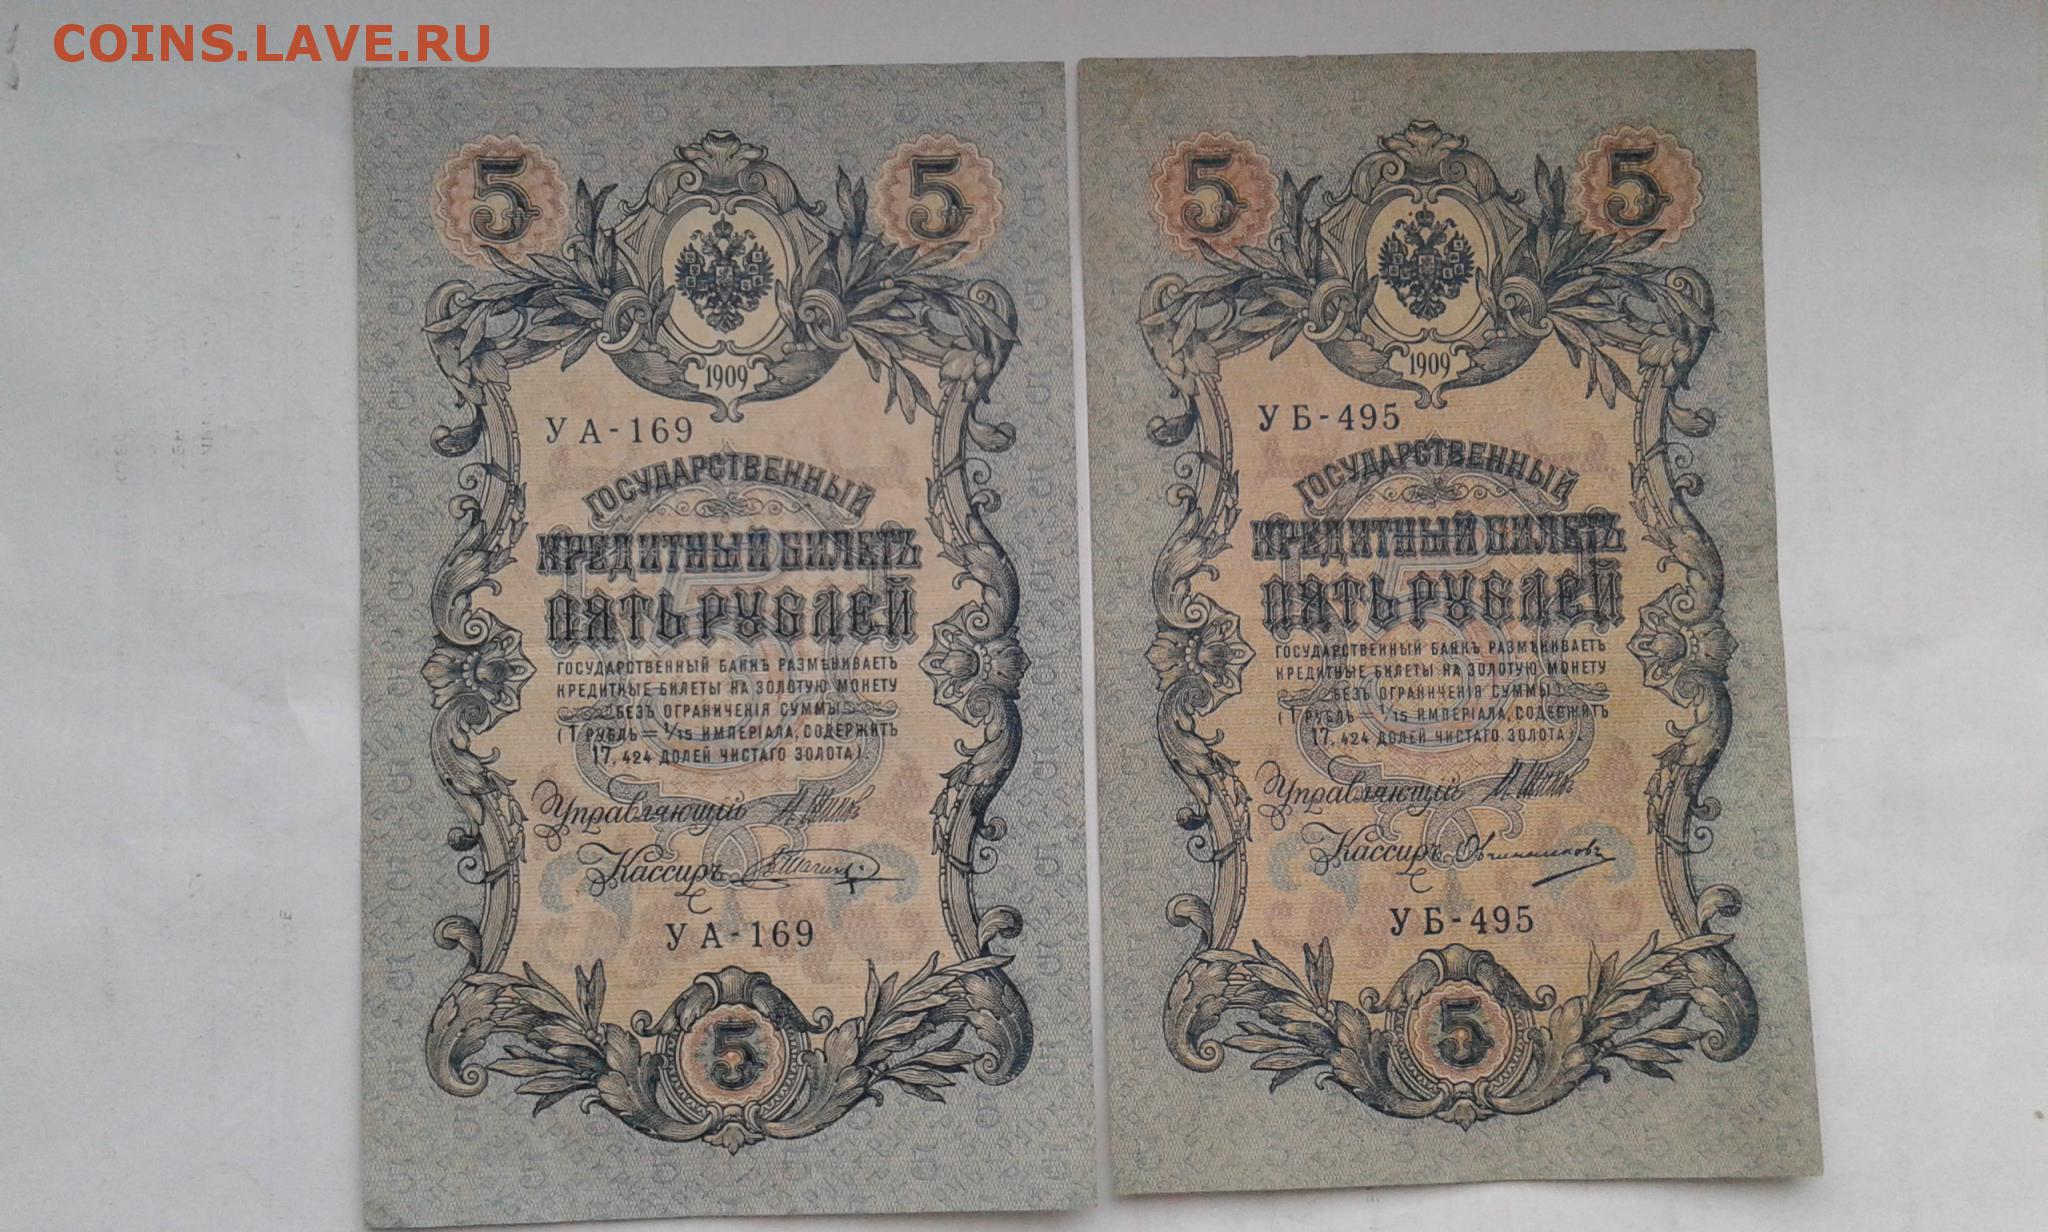 COINS.LAVE.RU
5 5
1909
УА-169
ГОСУДАРСТВЕННЫЙ
КРЕДИТНЫЙ БИЛЕТЪ
ПЯТЬ РУБЛЕЙ
ГОСУДАРСТВЕННЫЙ БАНКЪ РАЗМѢНИВАЕТЪ
КРЕДИТНЫЕ БИЛЕТЫ НА ЗОЛОТУЮ МОНЕТУ
БЕЗЪ ОГРАНИЧЕНІЯ СУММЫ
(1 РУБЛЬ = 1/15 ИМПЕРІАЛА, СОДЕРЖИТЪ
17,424 ДОЛЕЙ ЧИСТАГО ЗОЛОТА).
Управляющій
Кассиръ
УА-169
5
5 5
1909
УБ-495
ГОСУДАРСТВЕННЫЙ
КРЕДИТНЫЙ БИЛЕТЪ
ПЯТЬ РУБЛЕЙ
ГОСУДАРСТВЕННЫЙ БАНКЪ РАЗМѢНИВАЕТЪ
КРЕДИТНЫЕ БИЛЕТЫ НА ЗОЛОТУЮ МОНЕТУ
БЕЗЪ ОГРАНИЧЕНІЯ СУММЫ
(1 РУБЛЬ = 1/15 ИМПЕРІАЛА, СОДЕРЖИТЪ
17,424 ДОЛЕЙ ЧИСТАГО ЗОЛОТА).
Управляющій
Кассиръ Овчинниковъ
УБ-495
5